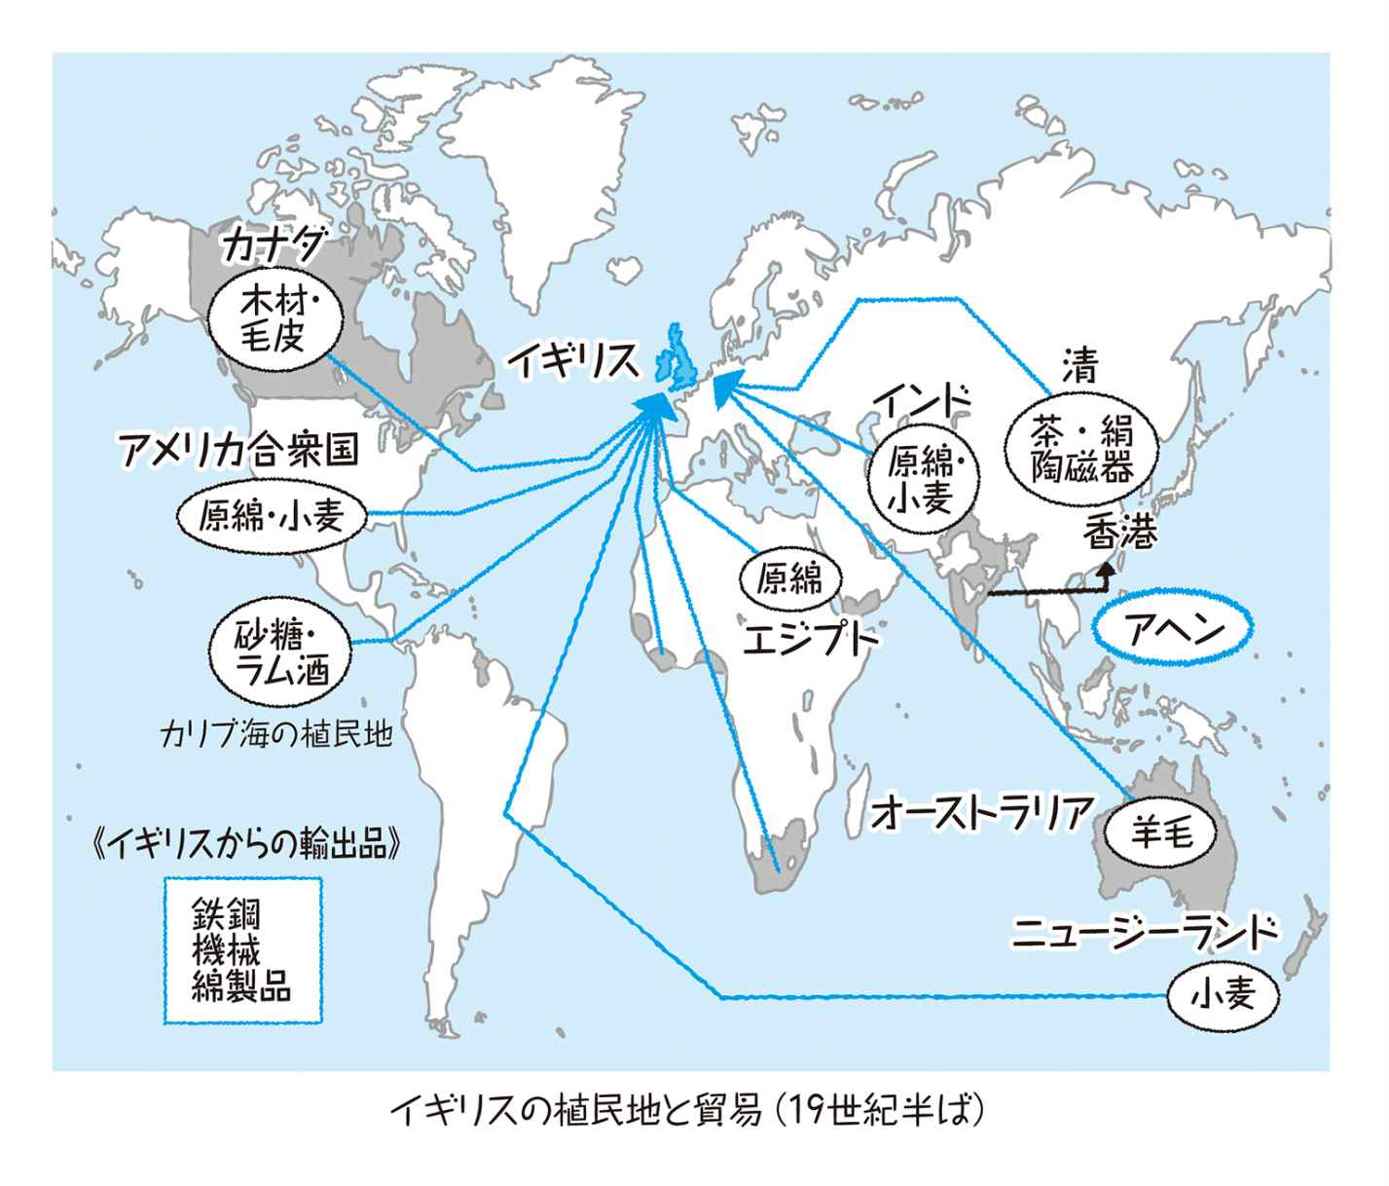 カナダ
木材・
毛皮
イギリス
清
茶・絹
陶磁器
インド
原綿・
小麦
アメリカ合衆国
原綿・小麦
香港
アヘン
原綿
エジプト
砂糖・
ラム酒
カリブ海の植民地
オーストラリア
羊毛
《イギリスからの輸出品》
鉄鋼
機械
綿製品
ニュージーランド
小麦
イギリスの植民地と貿易（19世紀半ば）